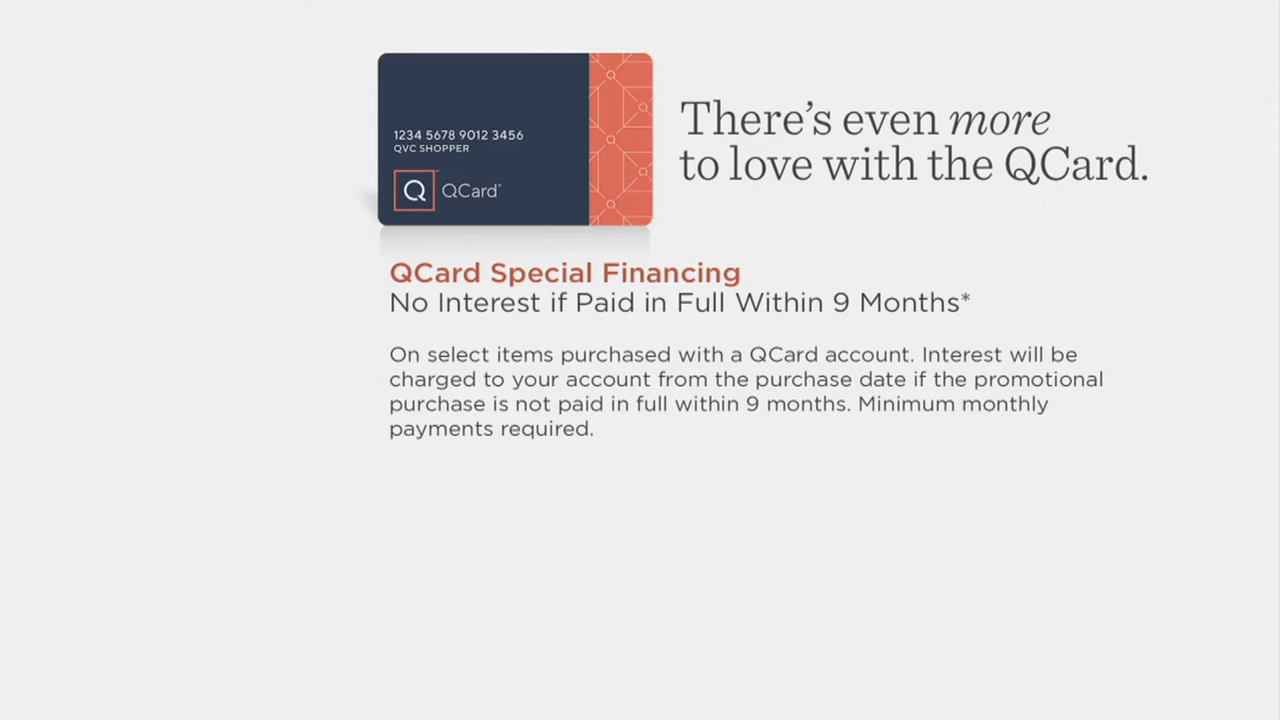 There's even more
to love with the QCard.
1234 5678 9012 3456
QVC SHOPPER
Q QCard®
QCard Special Financing
No Interest if Paid in Full Within 9 Months*
On select items purchased with a QCard account. Interest will be
charged to your account from the purchase date if the promotional
purchase is not paid in full within 9 months. Minimum monthly
payments required.